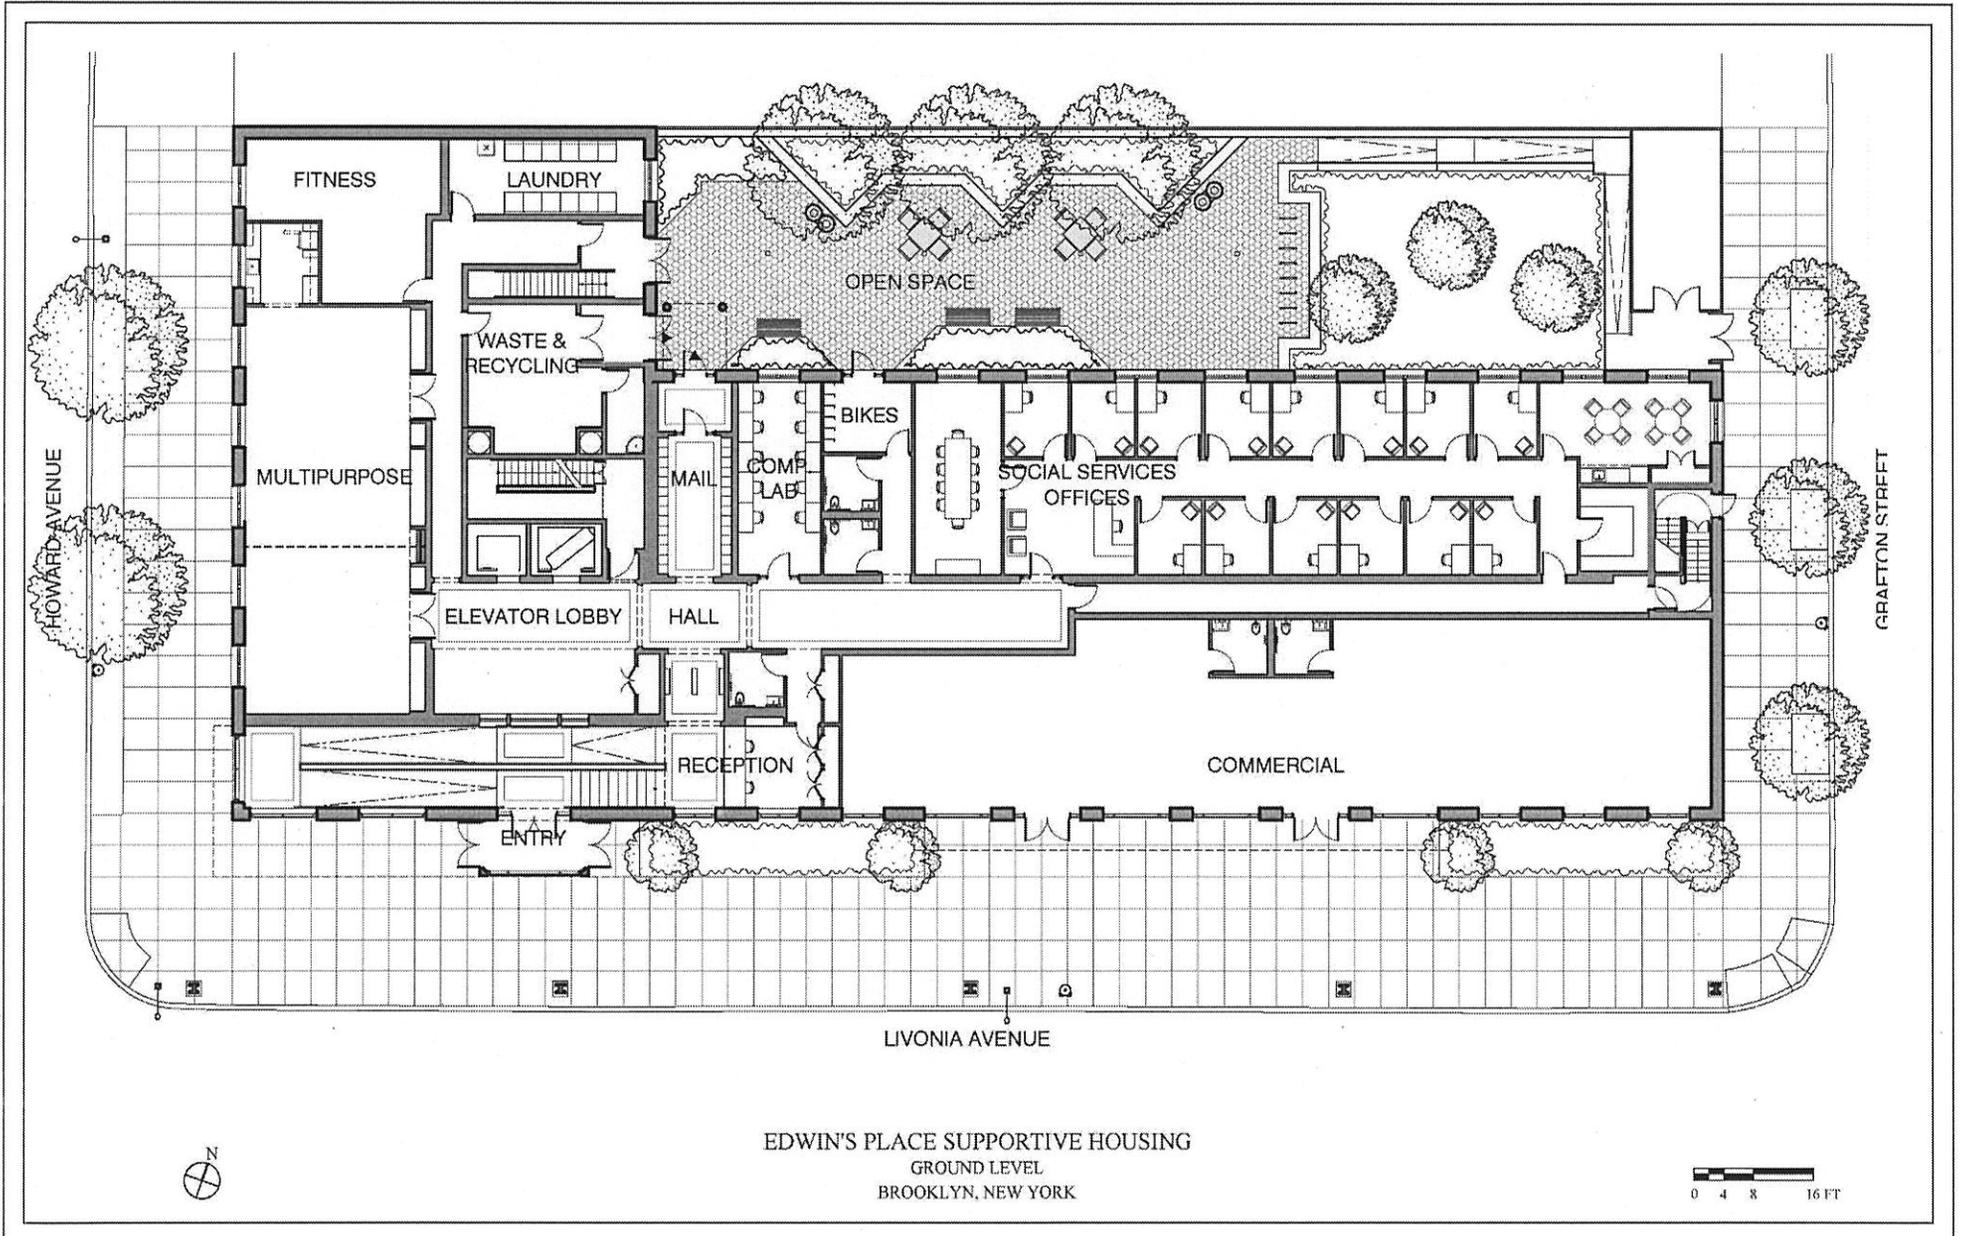 FITNESS
LAUNDRY
OPEN SPACE
WASTE &
RECYCLING
BIKES
MULTIPURPOSE
MAIL
COMP.
LAB
SOCIAL SERVICES
OFFICES
HOWARD AVENUE
GRAFTON STREET
ELEVATOR LOBBY
HALL
RECEPTION
COMMERCIAL
ENTRY
LIVONIA AVENUE
EDWIN'S PLACE SUPPORTIVE HOUSING
GROUND LEVEL
BROOKLYN, NEW YORK
N
0 4 8 16 FT